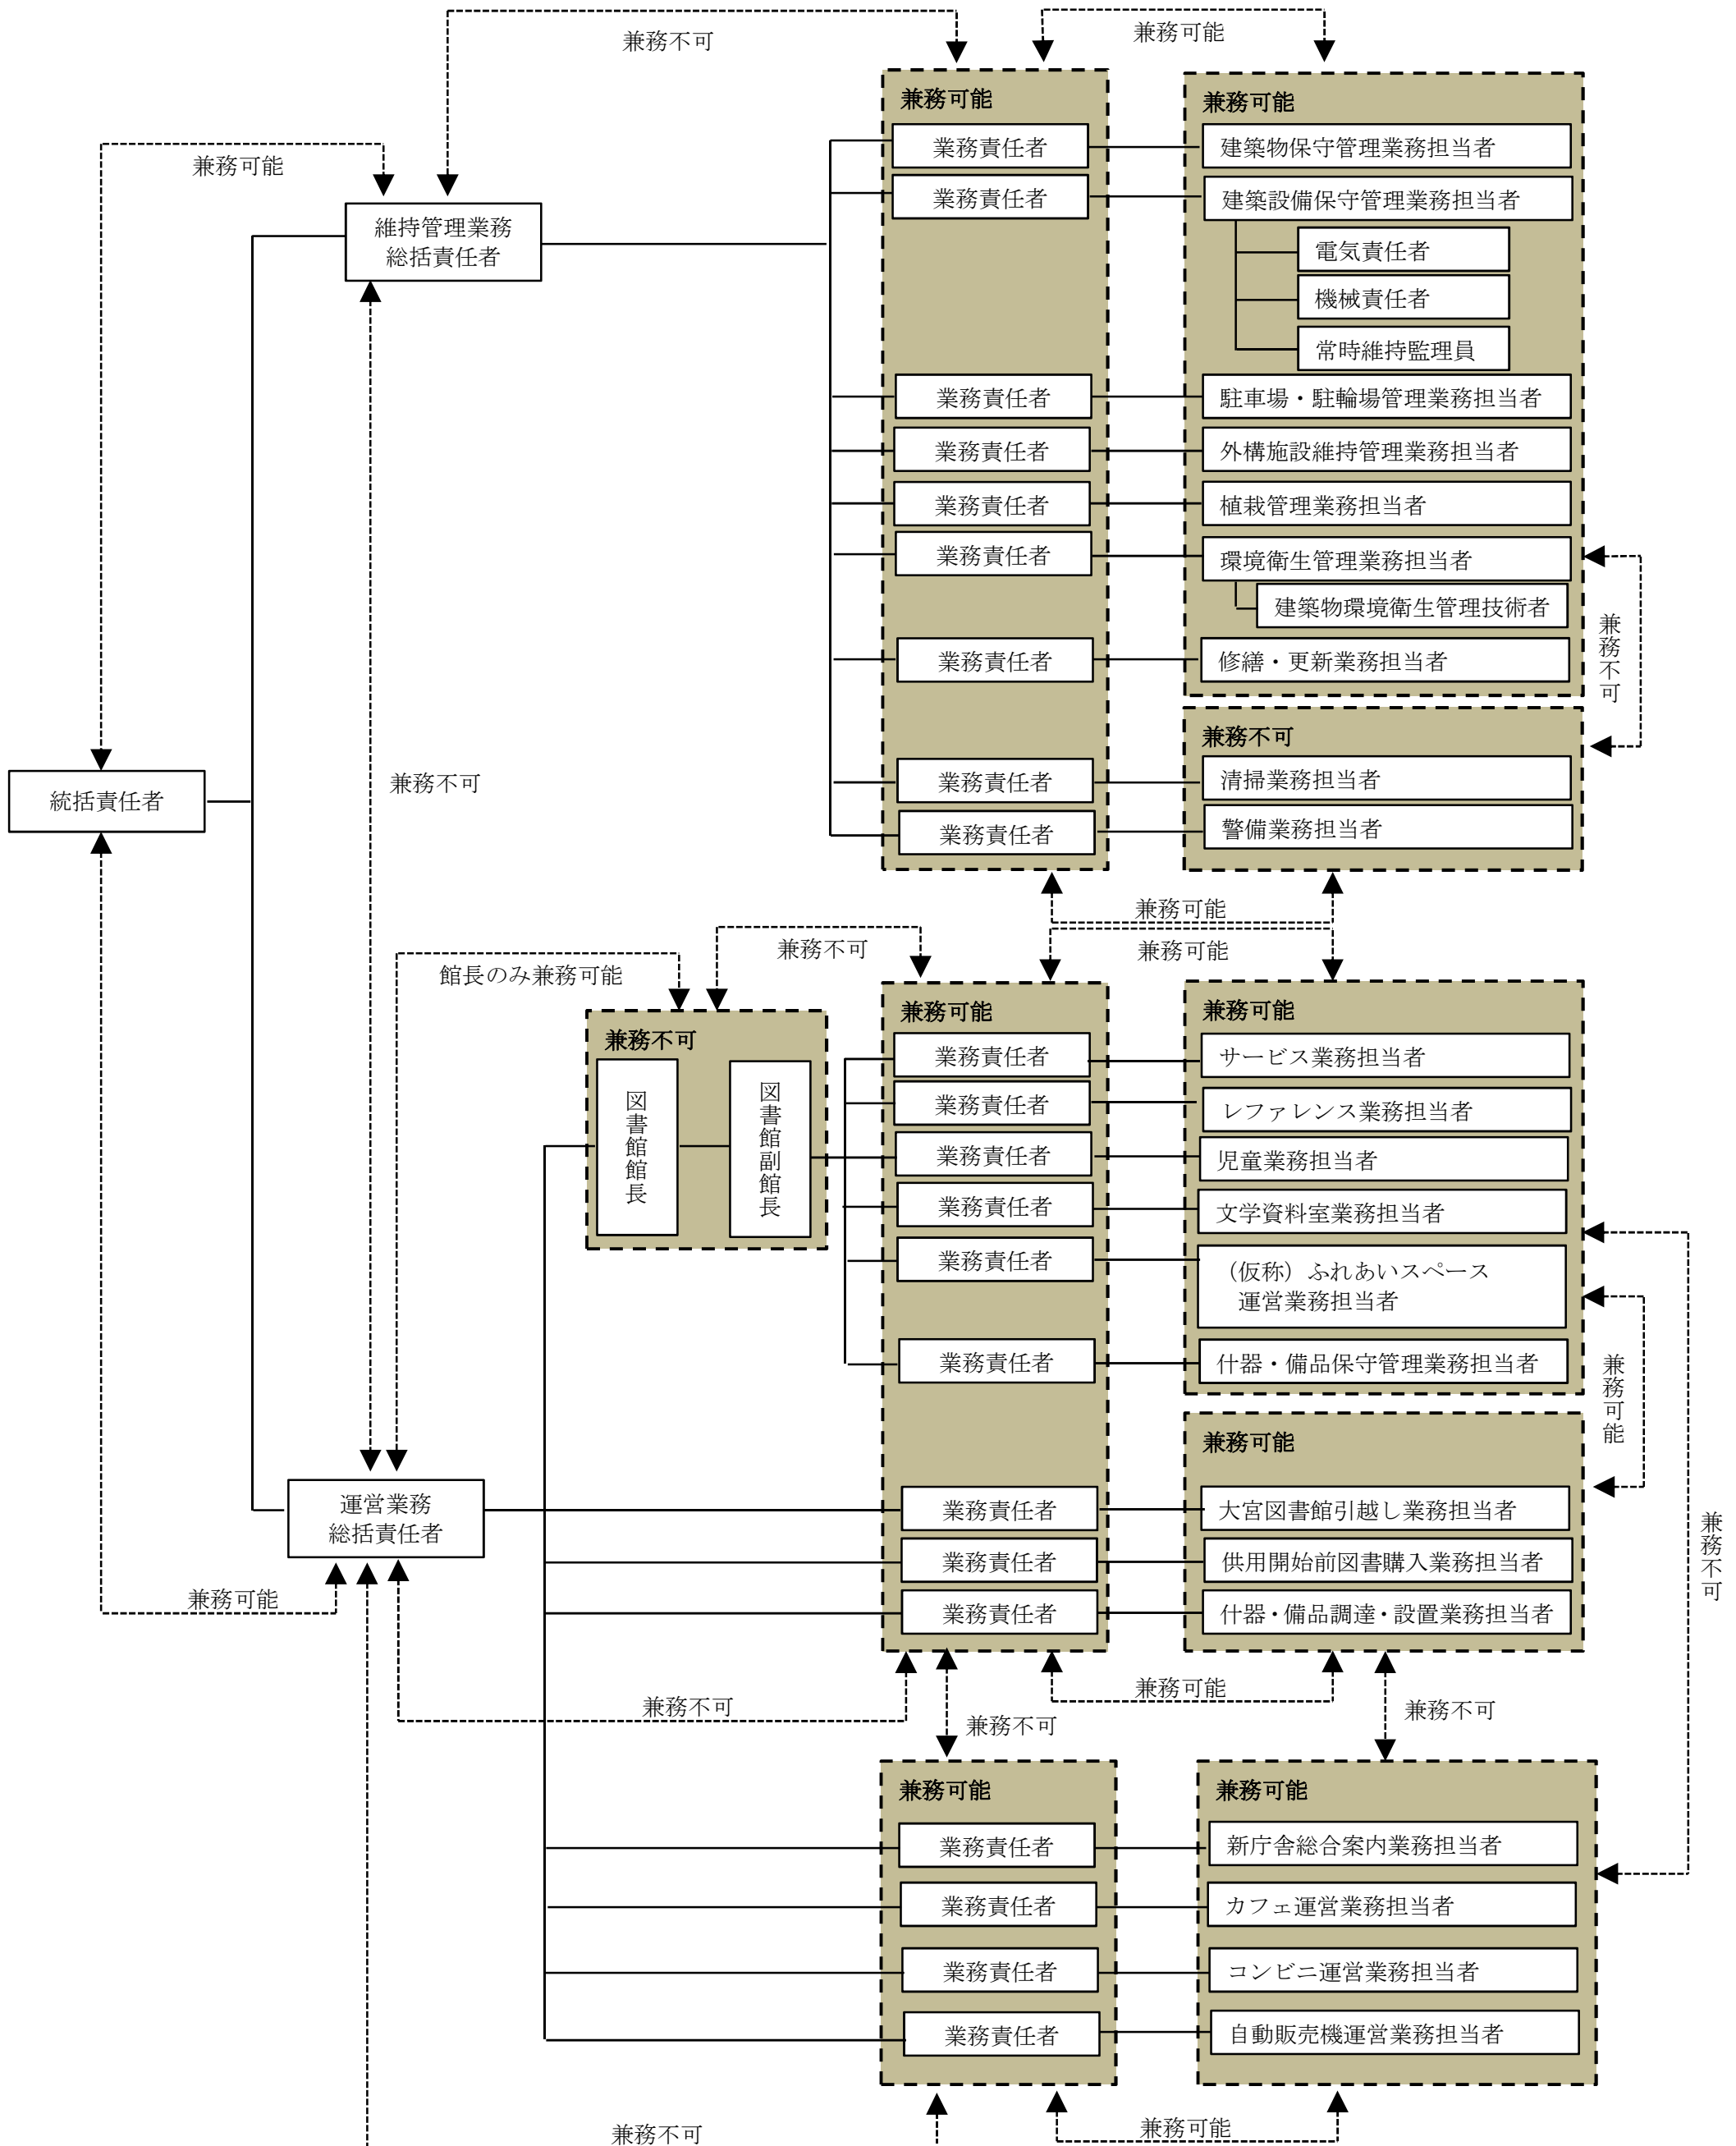 兼務不可
兼務可能
兼務可能
兼務可能
兼務可能
業務責任者
建築物保守管理業務担当者
業務責任者
建築設備保守管理業務担当者
維持管理業務
総括責任者
電気責任者
機械責任者
常時維持監理員
業務責任者
駐車場・駐輪場管理業務担当者
業務責任者
外構施設維持管理業務担当者
業務責任者
植栽管理業務担当者
業務責任者
環境衛生管理業務担当者
建築物環境衛生管理技術者
兼務不可
業務責任者
修繕・更新業務担当者
兼務不可
業務責任者
清掃業務担当者
兼務不可
統括責任者
業務責任者
警備業務担当者
兼務可能
兼務不可
兼務可能
館長のみ兼務可能
兼務可能
兼務可能
兼務不可
業務責任者
サービス業務担当者
図書館館長
図書館副館長
業務責任者
レファレンス業務担当者
業務責任者
児童業務担当者
業務責任者
文学資料室業務担当者
業務責任者
（仮称）ふれあいスペース
運営業務担当者
業務責任者
什器・備品保守管理業務担当者
兼務可能
兼務可能
運営業務
総括責任者
業務責任者
大宮図書館引越し業務担当者
兼務不可
業務責任者
供用開始前図書購入業務担当者
兼務可能
業務責任者
什器・備品調達・設置業務担当者
兼務不可
兼務可能
兼務不可
兼務不可
兼務可能
兼務可能
業務責任者
新庁舎総合案内業務担当者
業務責任者
カフェ運営業務担当者
業務責任者
コンビニ運営業務担当者
業務責任者
自動販売機運営業務担当者
兼務不可
兼務可能